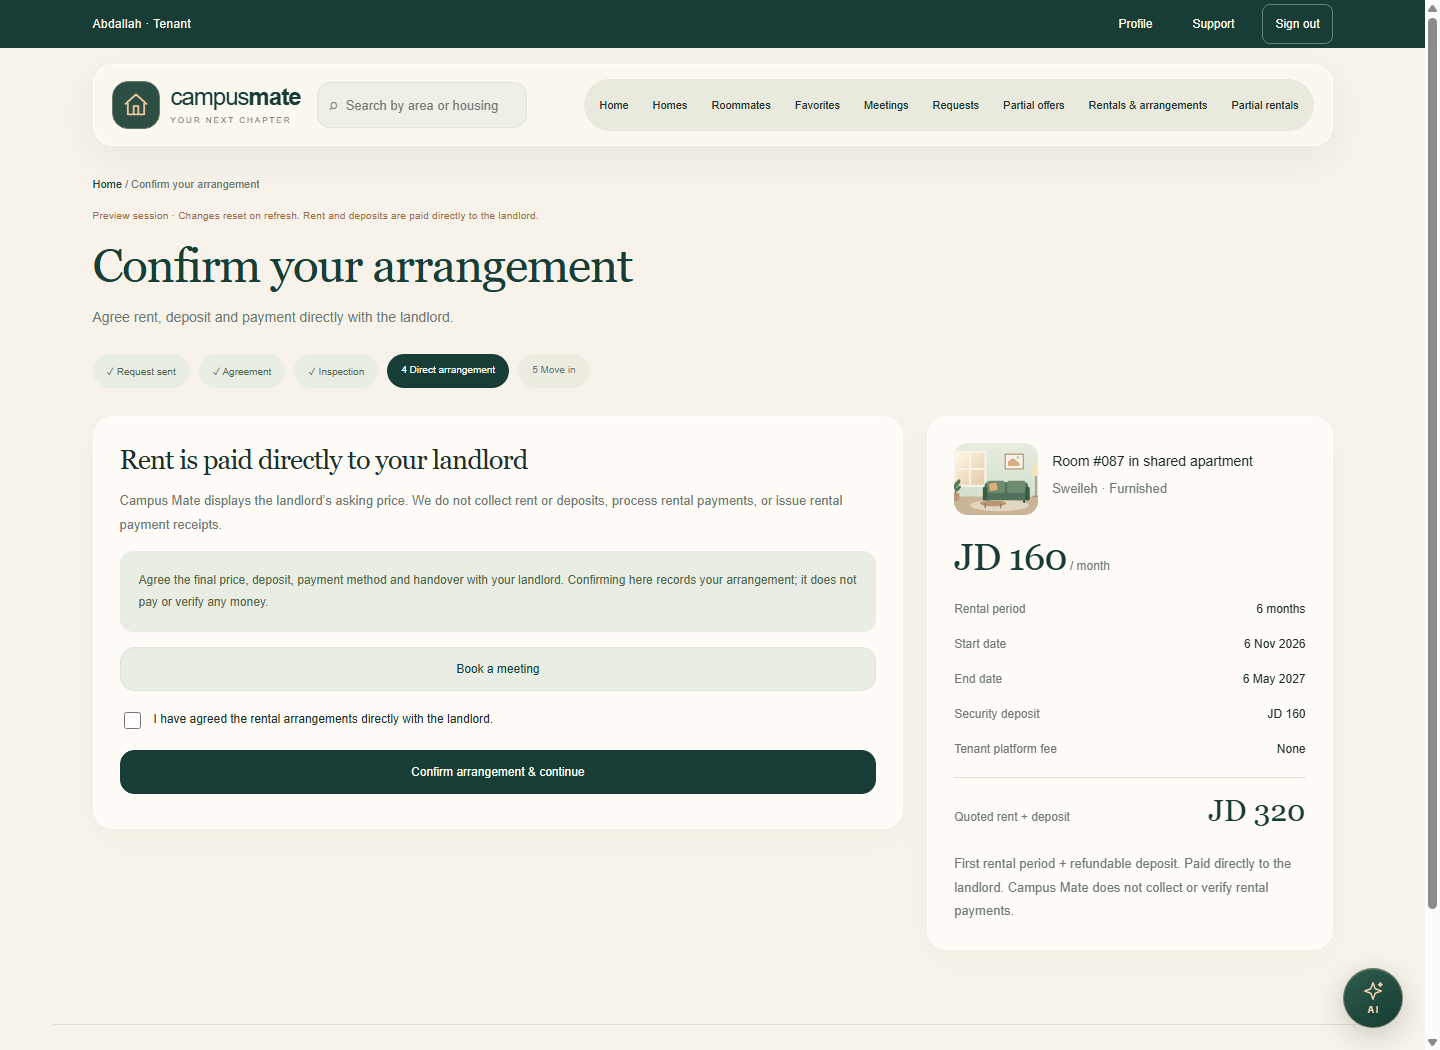 Abdallah · Tenant
Profile
Support
Sign out
campusmate
YOUR NEXT CHAPTER
Search by area or housing
Home
Homes
Roommates
Favorites
Meetings
Requests
Partial offers
Rentals & arrangements
Partial rentals
Home / Confirm your arrangement
Preview session · Changes reset on refresh. Rent and deposits are paid directly to the landlord.
Confirm your arrangement
Agree rent, deposit and payment directly with the landlord.
✓ Request sent
✓ Agreement
✓ Inspection
4 Direct arrangement
5 Move in
Rent is paid directly to your landlord
Campus Mate displays the landlord’s asking price. We do not collect rent or deposits, process rental payments, or issue rental
payment receipts.
Agree the final price, deposit, payment method and handover with your landlord. Confirming here records your arrangement; it does not
pay or verify any money.
Book a meeting
I have agreed the rental arrangements directly with the landlord.
Confirm arrangement & continue
Room #087 in shared apartment
Sweileh · Furnished
JD 160 / month
Rental period 6 months
Start date 6 Nov 2026
End date 6 May 2027
Security deposit JD 160
Tenant platform fee None
Quoted rent + deposit JD 320
First rental period + refundable deposit. Paid directly to the
landlord. Campus Mate does not collect or verify rental
payments.
AI